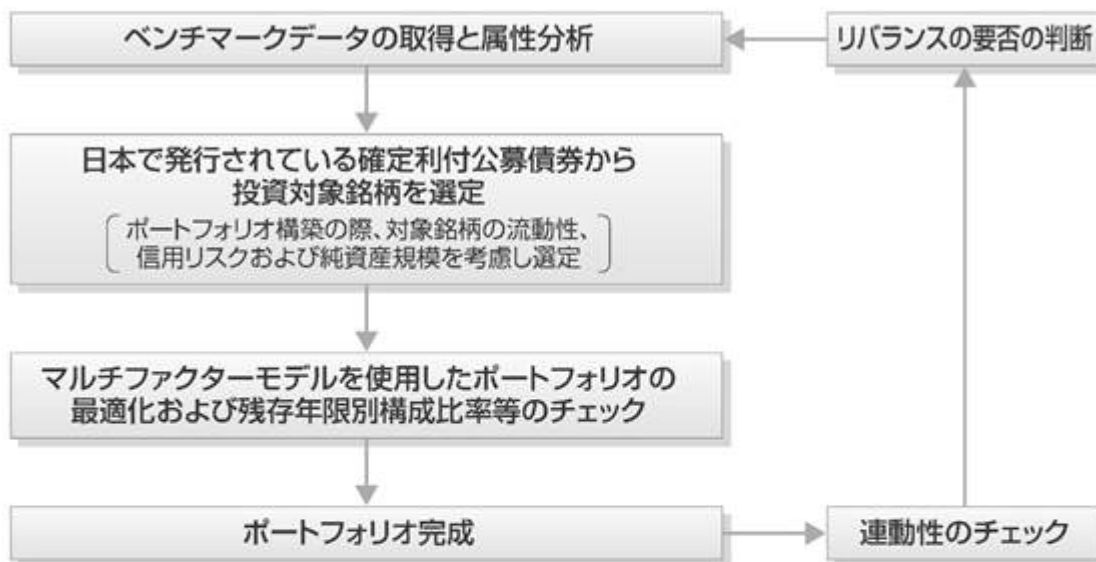 ベンチマークデータの取得と属性分析
リバランスの要否の判断
日本で発行されている確定利付公募債券から
投資対象銘柄を選定
ポートフォリオ構築の際、対象銘柄の流動性、
信用リスクおよび純資産規模を考慮し選定
マルチファクターモデルを使用したポートフォリオの
最適化および残存年限別構成比率等のチェック
ポートフォリオ完成
連動性のチェック